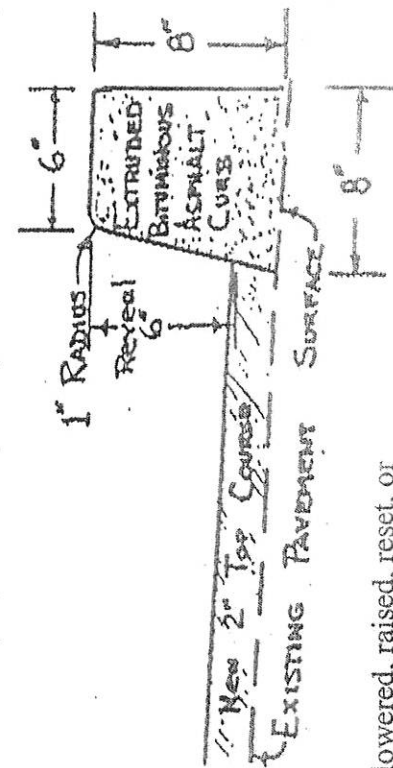 6"
8"
1" RADIUS
Reveal
6"
EXTRUDED
BITUMINOUS
ASPHALT
CURB
New 2" Top Course
8"
EXISTING PAVEMENT SURFACE
lowered, raised, reset, or